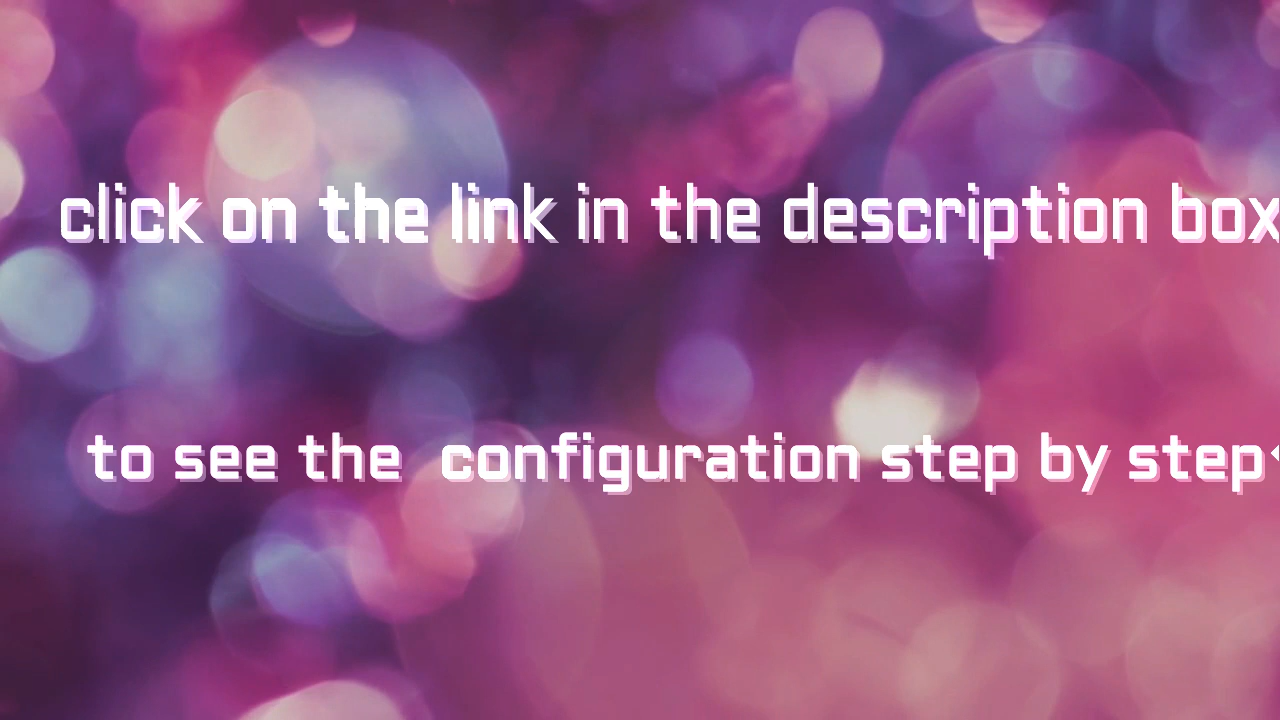 click on the link in the description box
to see the configuration step by step